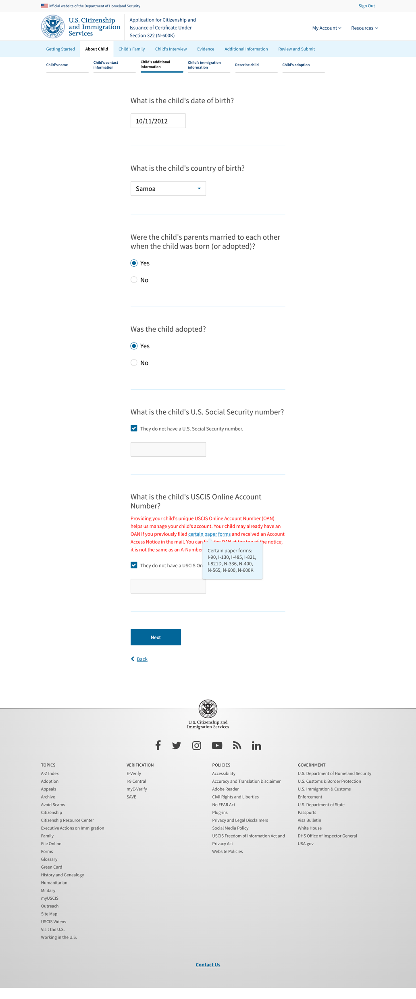 Official website of the Department of Homeland Security
Sign Out
U.S. Citizenship
and Immigration
Services
Application for Citizenship and
Issuance of Certificate Under
Section 322 (N-600K)
My Account
Resources
Getting Started
About Child
Child's Family
Child's Interview
Evidence
Additional Information
Review and Submit
Child's name
Child's contact
information
Child's additional
information
Child's immigration
information
Describe child
Child's adoption
What is the child's date of birth?
10/11/2012
What is the child's country of birth?
Samoa
Were the child's parents married to each other
when the child was born (or adopted)?
Yes
No
Was the child adopted?
Yes
No
What is the child's U.S. Social Security number?
They do not have a U.S. Social Security number.
What is the child's USCIS Online Account
Number?
Providing your child's unique USCIS Online Account Number (OAN)
helps us manage your child's account. Your child may already have an
OAN if you previously filed certain paper forms and received an Account
Access Notice in the mail. You can find the OAN at the top of the notice;
it is not the same as an A-Number
They do not have a USCIS On
Certain paper forms:
I-90, I-130, I-485, I-821,
I-821D, N-336, N-400,
N-565, N-600, N-600K
Next
Back
U.S. Citizenship and
Immigration Services
TOPICS
A-Z Index
Adoption
Appeals
Archive
Avoid Scams
Citizenship
Citizenship Resource Center
Executive Actions on Immigration
Family
File Online
Forms
Glossary
Green Card
History and Genealogy
Humanitarian
Military
myUSCIS
Outreach
Site Map
USCIS Videos
Visit the U.S.
Working in the U.S.
VERIFICATION
E-Verify
I-9 Central
myE-Verify
SAVE
POLICIES
Accessibility
Accuracy and Translation Disclaimer
Adobe Reader
Civil Rights and Liberties
No FEAR Act
Plug-ins
Privacy and Legal Disclaimers
Social Media Policy
USCIS Freedom of Information Act and
Privacy Act
Website Policies
GOVERNMENT
U.S. Department of Homeland Security
U.S. Customs & Border Protection
U.S. Immigration & Customs
Enforcement
U.S. Department of State
Passports
Visa Bulletin
White House
DHS Office of Inspector General
USA.gov
Contact Us